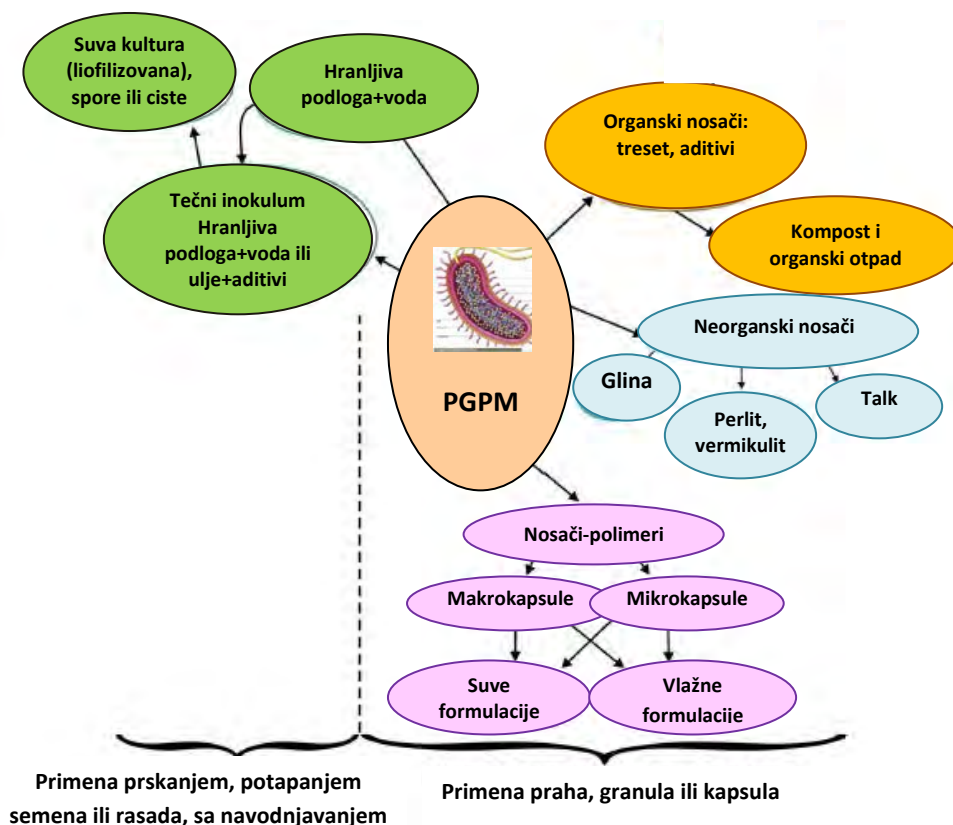 Suva kultura
(liofilizovana),
spore ili ciste
Hranljiva
podloga+voda
Organski nosači:
treset, aditivi
Tečni inokulum
Hranljiva
podloga+voda ili
ulje+aditivi
Kompost i
organski otpad
Neorganski nosači
Glina
Talk
Perlit,
vermikulit
PGPM
Nosači-polimeri
Makrokapsule
Mikrokapsule
Suve
formulacije
Vlažne
formulacije
Primena prskanjem, potapanjem
semena ili rasada, sa navodnjavanjem
Primena praha, granula ili kapsula